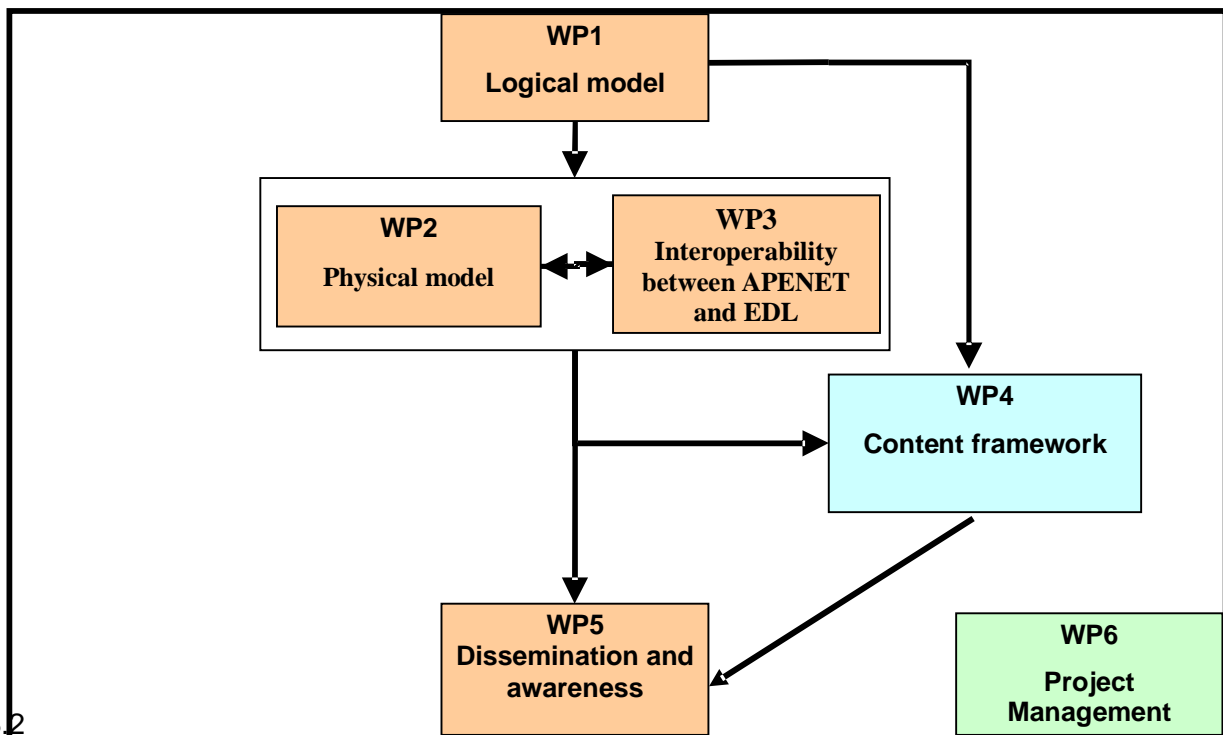 WP1
Logical model
WP2
Physical model
WP3
Interoperability
between APENET
and EDL
WP4
Content framework
WP5
Dissemination and
awareness
WP6
Project
Management
.2